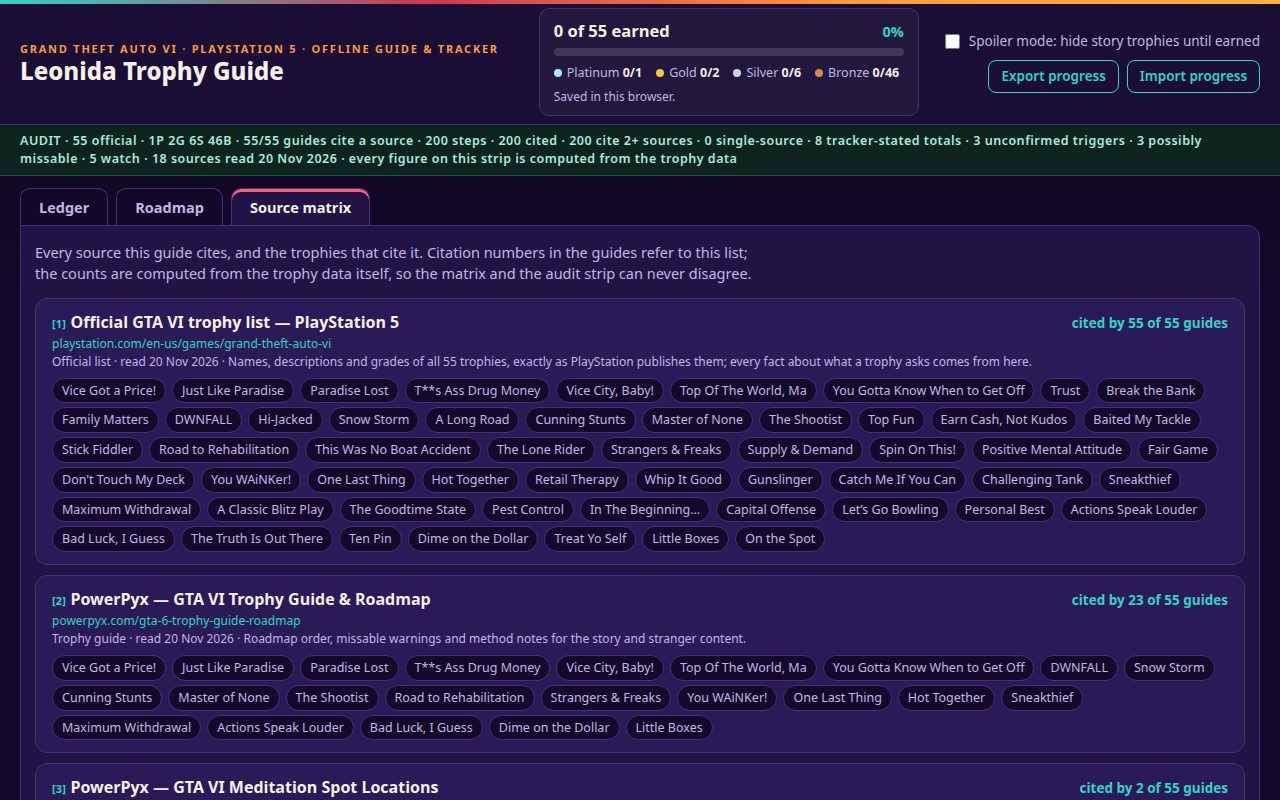 GRAND THEFT AUTO VI · PLAYSTATION 5 · OFFLINE GUIDE & TRACKER
Leonida Trophy Guide
0 of 55 earned 0%
Platinum 0/1 Gold 0/2 Silver 0/6 Bronze 0/46
Saved in this browser.
Spoiler mode: hide story trophies until earned
Export progress Import progress
AUDIT · 55 official · 1P 2G 6S 46B · 55/55 guides cite a source · 200 steps · 200 cited · 200 cite 2+ sources · 0 single-source · 8 tracker-stated totals · 3 unconfirmed triggers · 3 possibly
missable · 5 watch · 18 sources read 20 Nov 2026 · every figure on this strip is computed from the trophy data
Ledger Roadmap Source matrix
Every source this guide cites, and the trophies that cite it. Citation numbers in the guides refer to this list;
the counts are computed from the trophy data itself, so the matrix and the audit strip can never disagree.
[1] Official GTA VI trophy list — PlayStation 5 cited by 55 of 55 guides
playstation.com/en-us/games/grand-theft-auto-vi
Official list · read 20 Nov 2026 · Names, descriptions and grades of all 55 trophies, exactly as PlayStation publishes them; every fact about what a trophy asks comes from here.
Vice Got a Price! Just Like Paradise Paradise Lost T**s Ass Drug Money Vice City, Baby! Top Of The World, Ma You Gotta Know When to Get Off Trust Break the Bank
Family Matters DWNFALL Hi-Jacked Snow Storm A Long Road Cunning Stunts Master of None The Shootist Top Fun Earn Cash, Not Kudos Baited My Tackle
Stick Fiddler Road to Rehabilitation This Was No Boat Accident The Lone Rider Strangers & Freaks Supply & Demand Spin On This! Positive Mental Attitude Fair Game
Don't Touch My Deck You WAiNKer! One Last Thing Hot Together Retail Therapy Whip It Good Gunslinger Catch Me If You Can Challenging Tank Sneakthief
Maximum Withdrawal A Classic Blitz Play The Goodtime State Pest Control In The Beginning... Capital Offense Let's Go Bowling Personal Best Actions Speak Louder
Bad Luck, I Guess The Truth Is Out There Ten Pin Dime on the Dollar Treat Yo Self Little Boxes On the Spot
[2] PowerPyx — GTA VI Trophy Guide & Roadmap cited by 23 of 55 guides
powerpyx.com/gta-6-trophy-guide-roadmap
Trophy guide · read 20 Nov 2026 · Roadmap order, missable warnings and method notes for the story and stranger content.
Vice Got a Price! Just Like Paradise Paradise Lost T**s Ass Drug Money Vice City, Baby! Top Of The World, Ma You Gotta Know When to Get Off DWNFALL Snow Storm
Cunning Stunts Master of None The Shootist Road to Rehabilitation Strangers & Freaks You WAiNKer! One Last Thing Hot Together Sneakthief
Maximum Withdrawal Actions Speak Louder Bad Luck, I Guess Dime on the Dollar Little Boxes
[3] PowerPyx — GTA VI Meditation Spot Locations cited by 2 of 55 guides